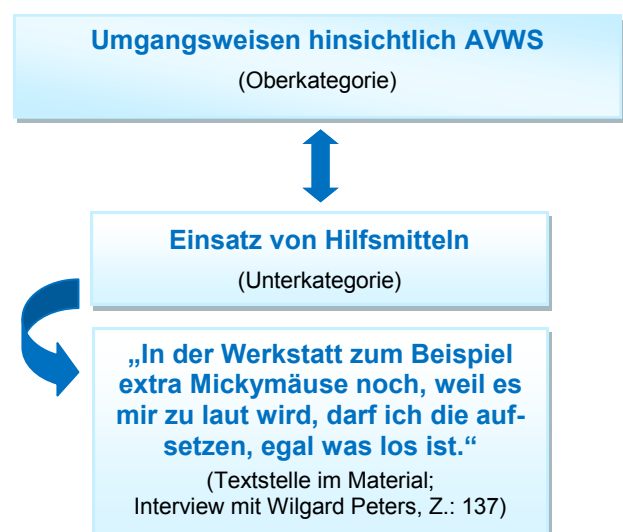 Umgangsweisen hinsichtlich AVWS
(Oberkategorie)
Einsatz von Hilfsmitteln
(Unterkategorie)
„In der Werkstatt zum Beispiel
extra Mickymäuse noch, weil es
mir zu laut wird, darf ich die auf-
setzen, egal was los ist.“
(Textstelle im Material;
Interview mit Wilgard Peters, Z.: 137)